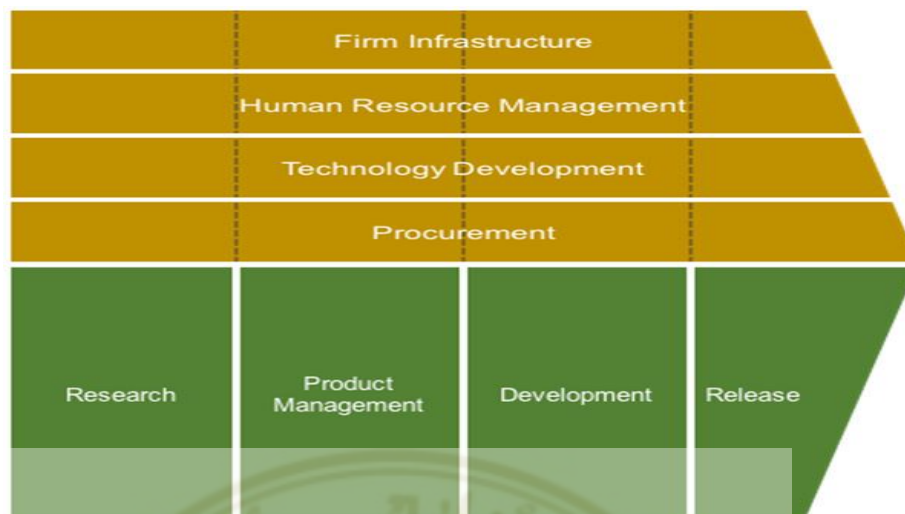 Firm Infrastructure
Human Resource Management
Technology Development
Procurement
Research
Product
Management
Development
Release